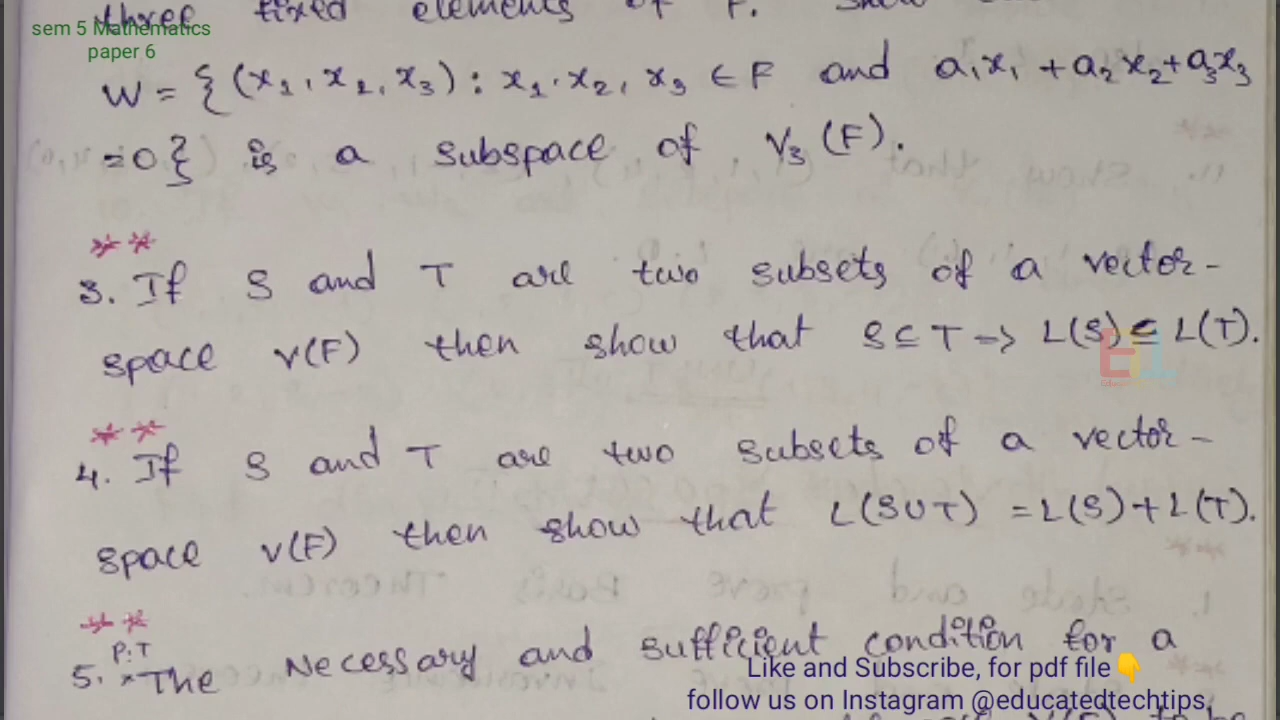 three fixed elements of F. show
sem 5 Mathematics
paper 6
W = {(x₁, x₂, x₃) : x₁, x₂, x₃ ∈ F and a₁x₁ + a₂x₂ + a₃x₃
= 0} is a subspace of V₃(F).
**
3. If S and T are two subsets of a vector-
space V(F) then show that S ⊆ T => L(S) ⊆ L(T).
**
4. If S and T are two subsets of a vector-
space V(F) then show that L(S∪T) = L(S)+L(T).
**
P.T
5. The Necessary and sufficient condition for a
Like and Subscribe, for pdf file👇
follow us on Instagram @educatedtechtips,